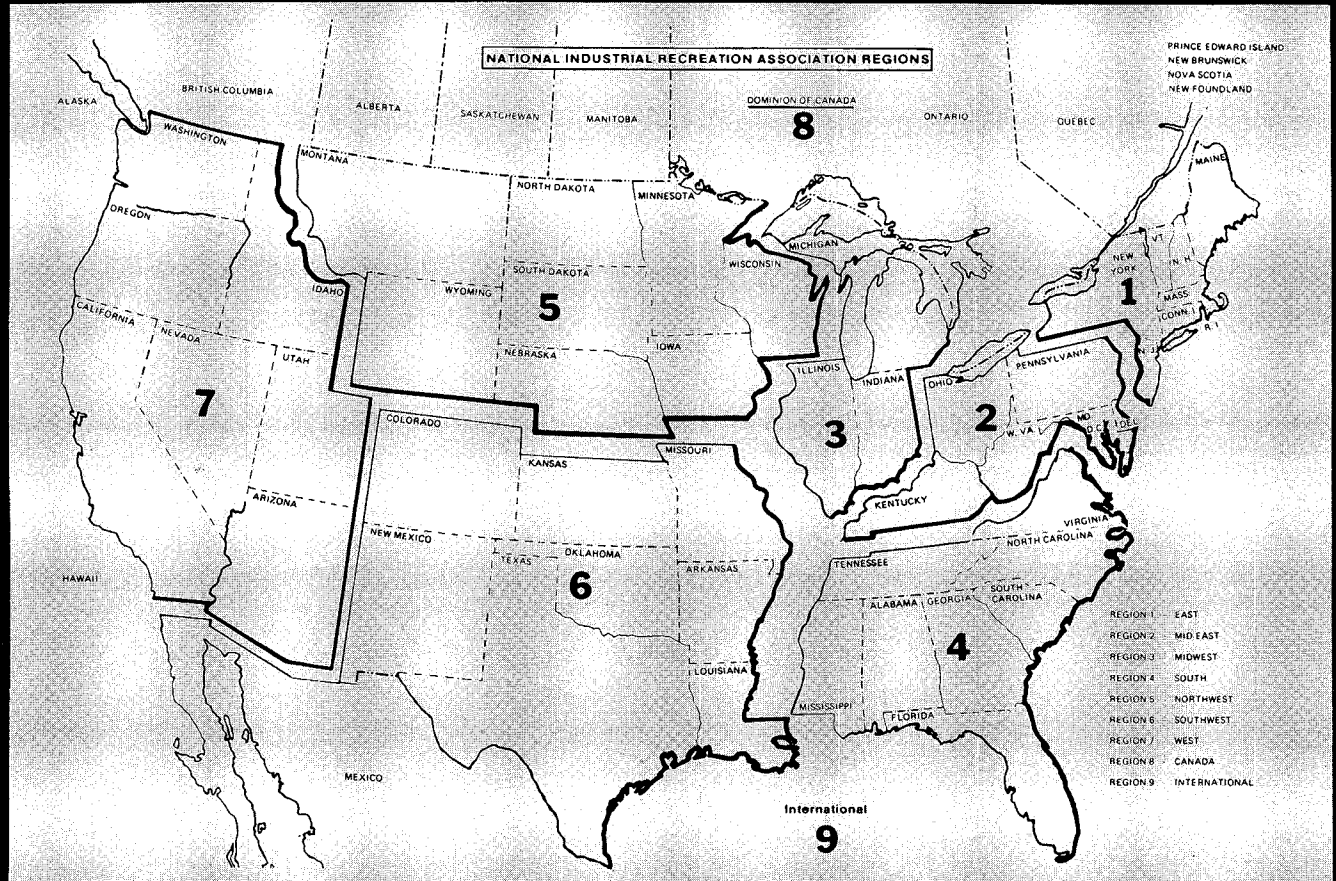 NATIONAL INDUSTRIAL RECREATION ASSOCIATION REGIONS
PRINCE EDWARD ISLAND
NEW BRUNSWICK
NOVA SCOTIA
NEW FOUNDLAND
ALASKA
BRITISH COLUMBIA
ALBERTA
SASKATCHEWAN
MANITOBA
DOMINION OF CANADA
8
ONTARIO
QUEBEC
WASHINGTON
MONTANA
NORTH DAKOTA
MINNESOTA
MAINE
OREGON
IDAHO
WYOMING
SOUTH DAKOTA
5
WISCONSIN
MICHIGAN
NEW
YORK
1
VT.
N. H.
MASS.
CONN.
R. I.
CALIFORNIA
NEVADA
UTAH
7
NEBRASKA
IOWA
ILLINOIS
INDIANA
3
OHIO
PENNSYLVANIA
N. J.
2
W. VA.
MD.
D.C.
DEL.
COLORADO
KANSAS
MISSOURI
KENTUCKY
VIRGINIA
ARIZONA
NEW MEXICO
TEXAS
OKLAHOMA
6
ARKANSAS
TENNESSEE
NORTH CAROLINA
SOUTH
CAROLINA
ALABAMA
GEORGIA
4
HAWAII
LOUISIANA
MISSISSIPPI
FLORIDA
MEXICO
REGION 1 EAST
REGION 2 MID EAST
REGION 3 MIDWEST
REGION 4 SOUTH
REGION 5 NORTHWEST
REGION 6 SOUTHWEST
REGION 7 WEST
REGION 8 CANADA
REGION 9 INTERNATIONAL
International
9